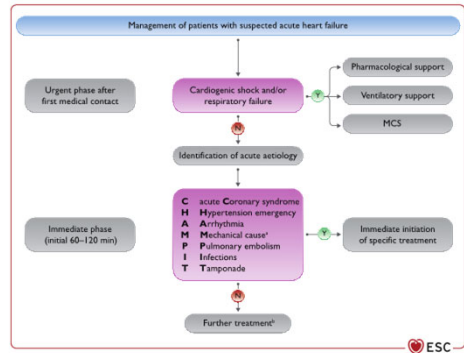 Management of patients with suspected acute heart failure
Urgent phase after
first medical contact
Cardiogenic shock and/or
respiratory failure
Y
Pharmacological support
Ventilatory support
MCS
N
Identification of acute aetiology
Immediate phase
(initial 60–120 min)
C acute Coronary syndrome
H Hypertension emergency
A Arrhythmia
M Mechanical causeᵃ
P Pulmonary embolism
I Infections
T Tamponade
Y
Immediate initiation
of specific treatment
N
Further treatmentᵇ
ESC